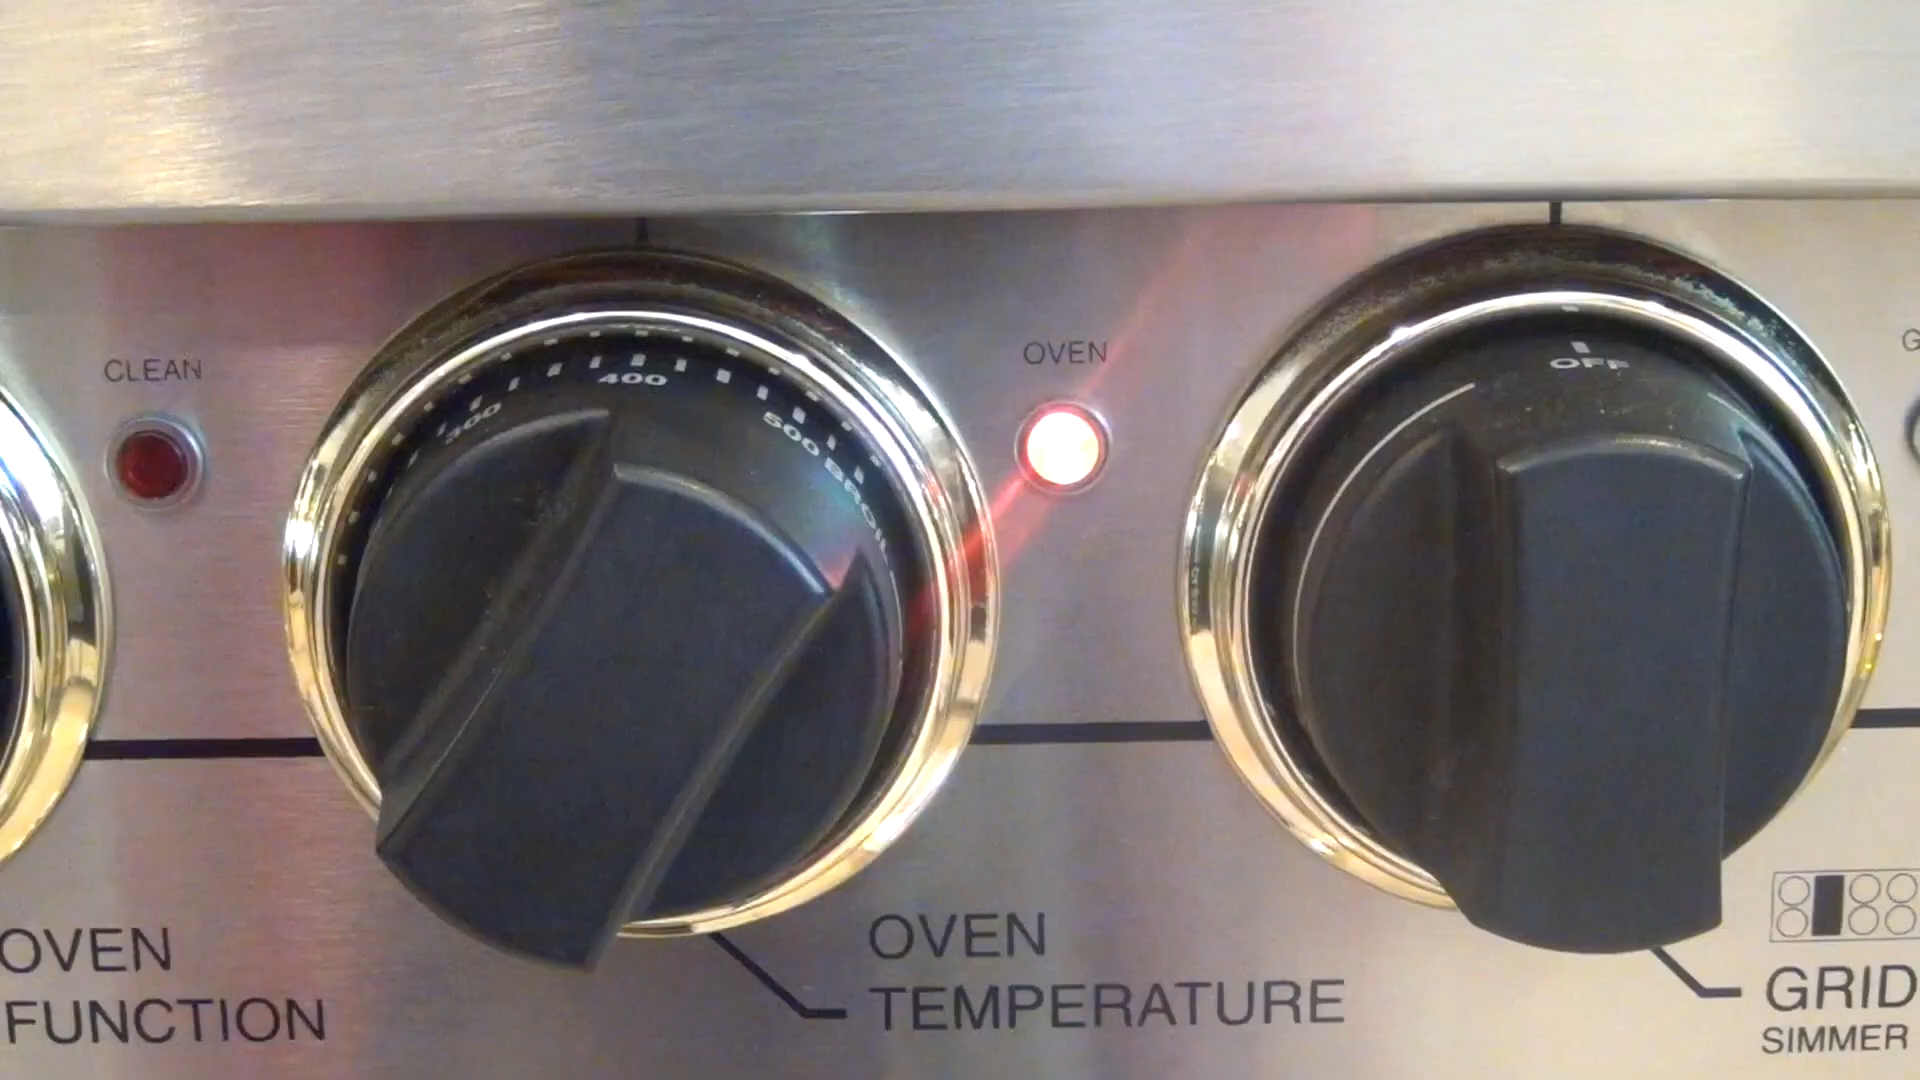 CLEAN
300
400
500
BROIL
OVEN
OFF
G
OVEN
FUNCTION
OVEN
TEMPERATURE
GRID
SIMMER